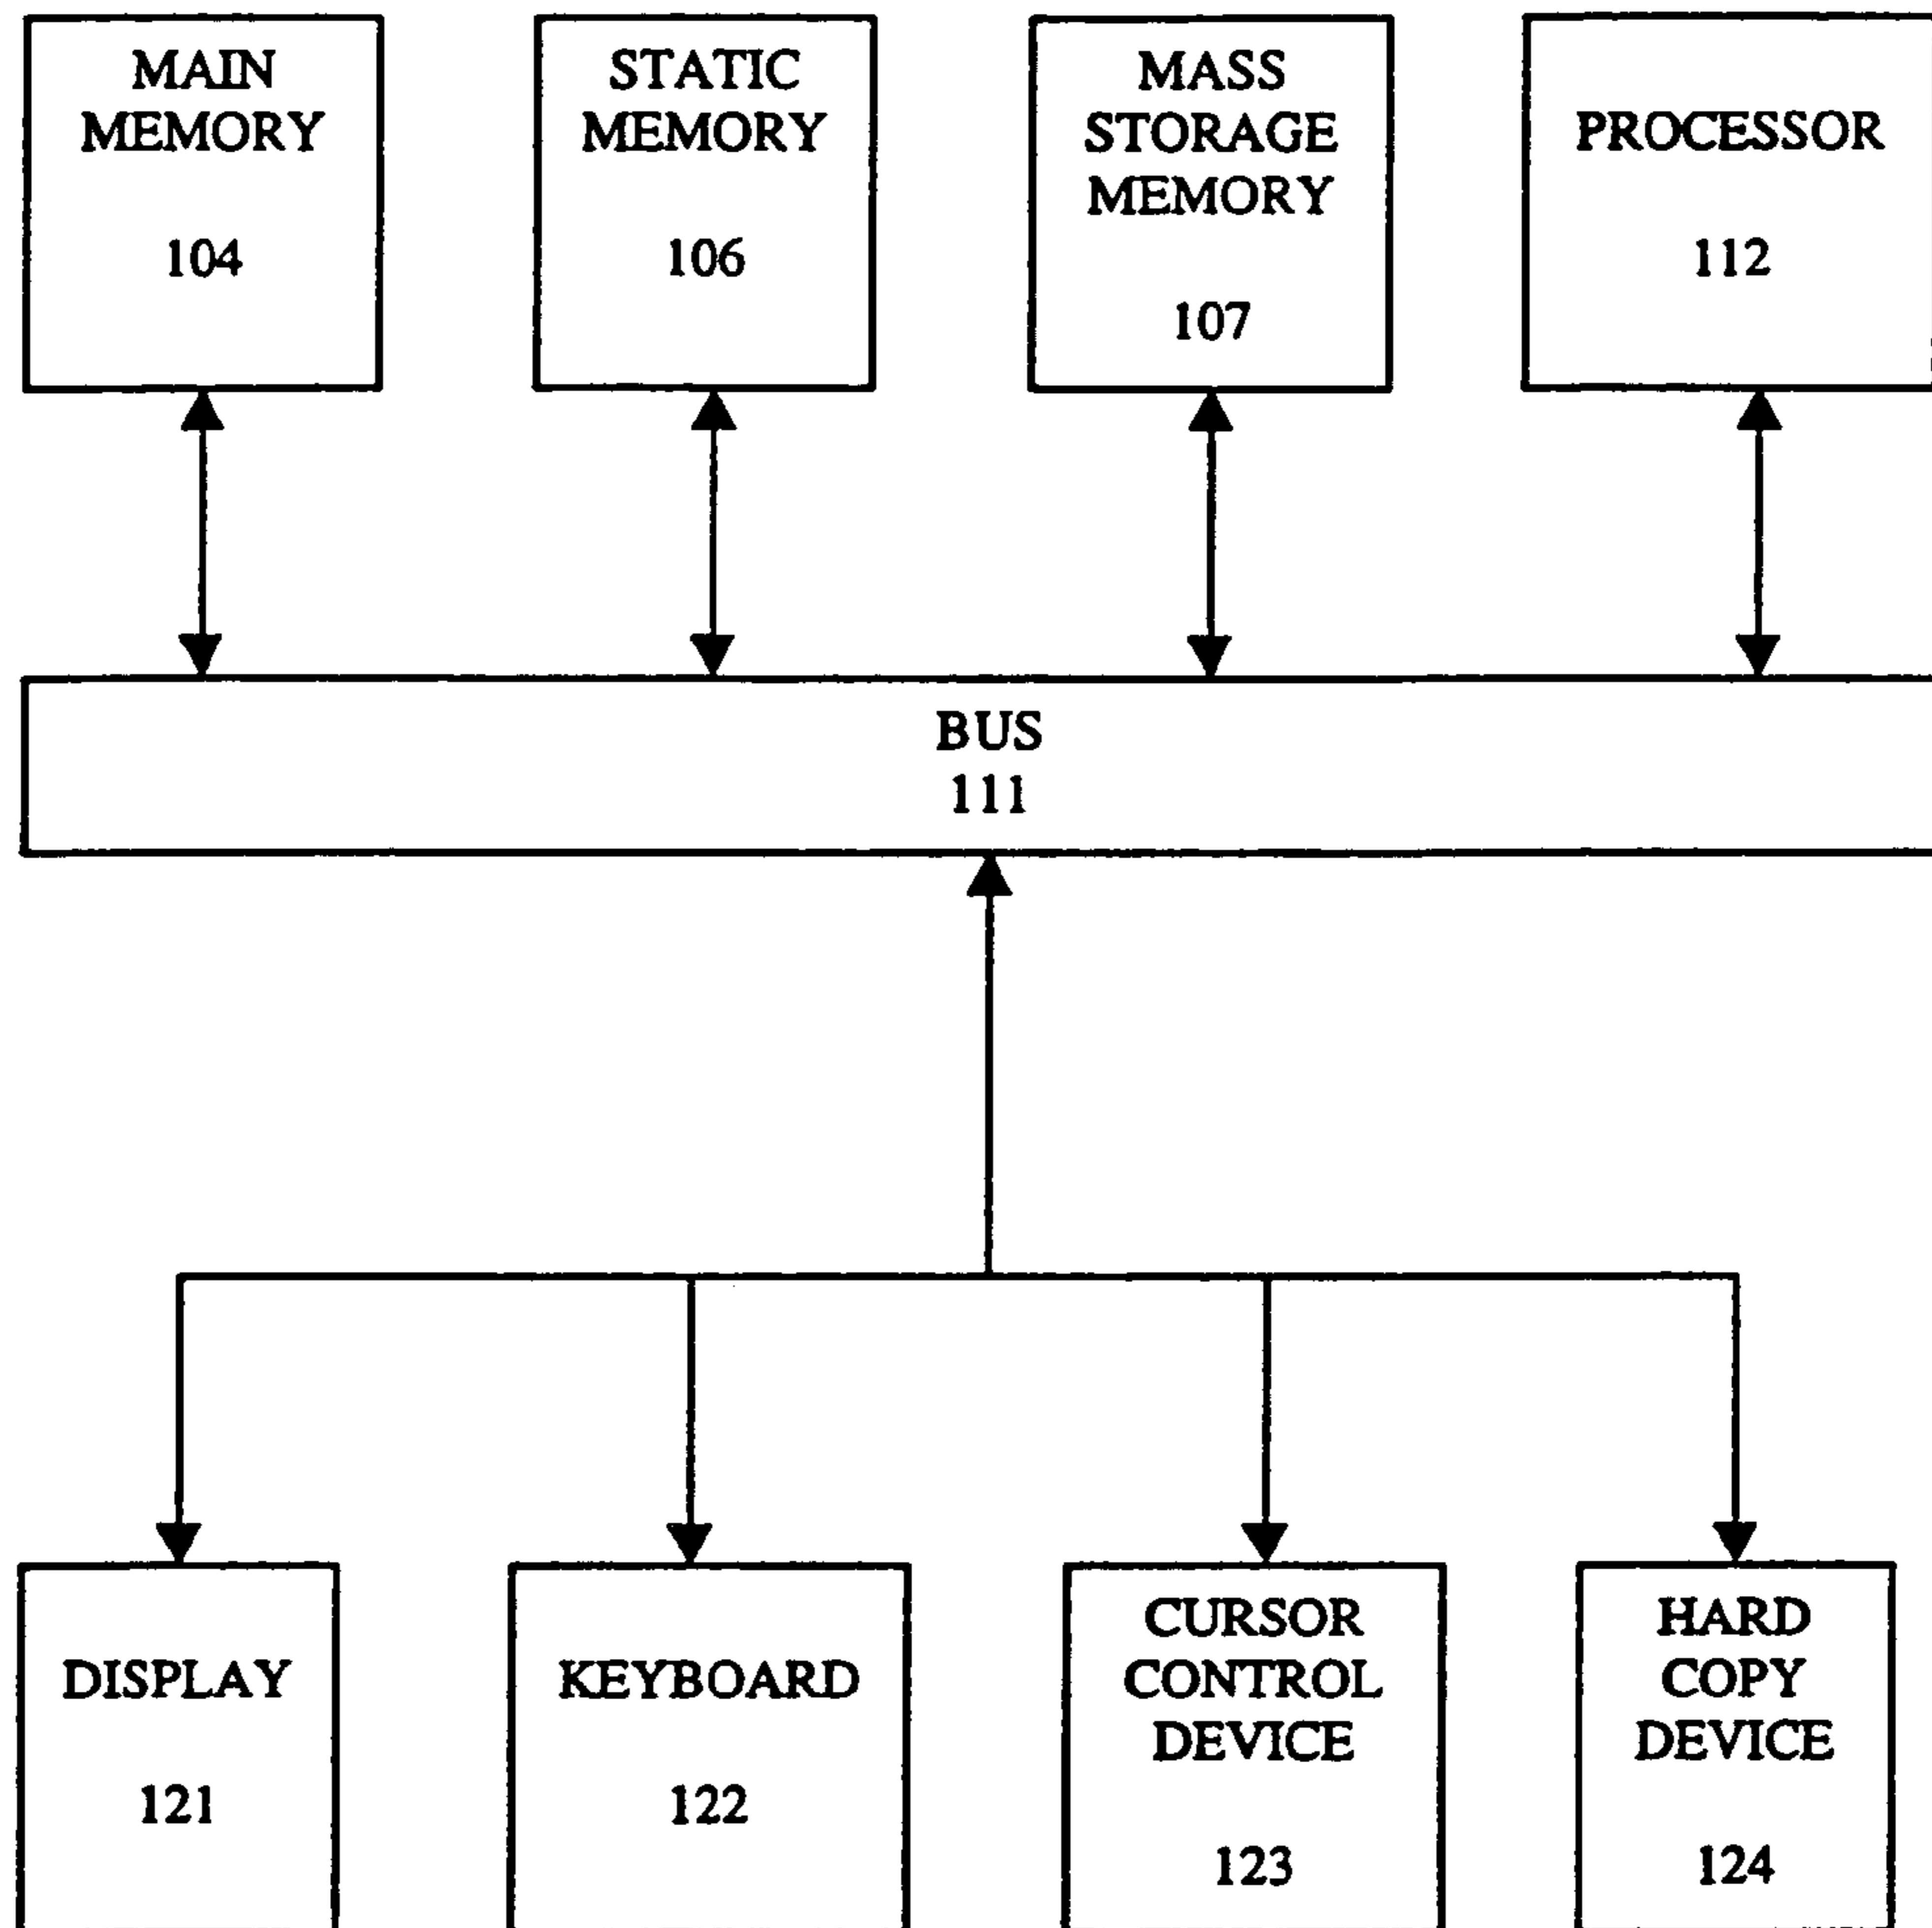 MAIN
MEMORY
104
STATIC
MEMORY
106
MASS
STORAGE
MEMORY
107
PROCESSOR
112
BUS
111
DISPLAY
121
KEYBOARD
122
CURSOR
CONTROL
DEVICE
123
HARD
COPY
DEVICE
124